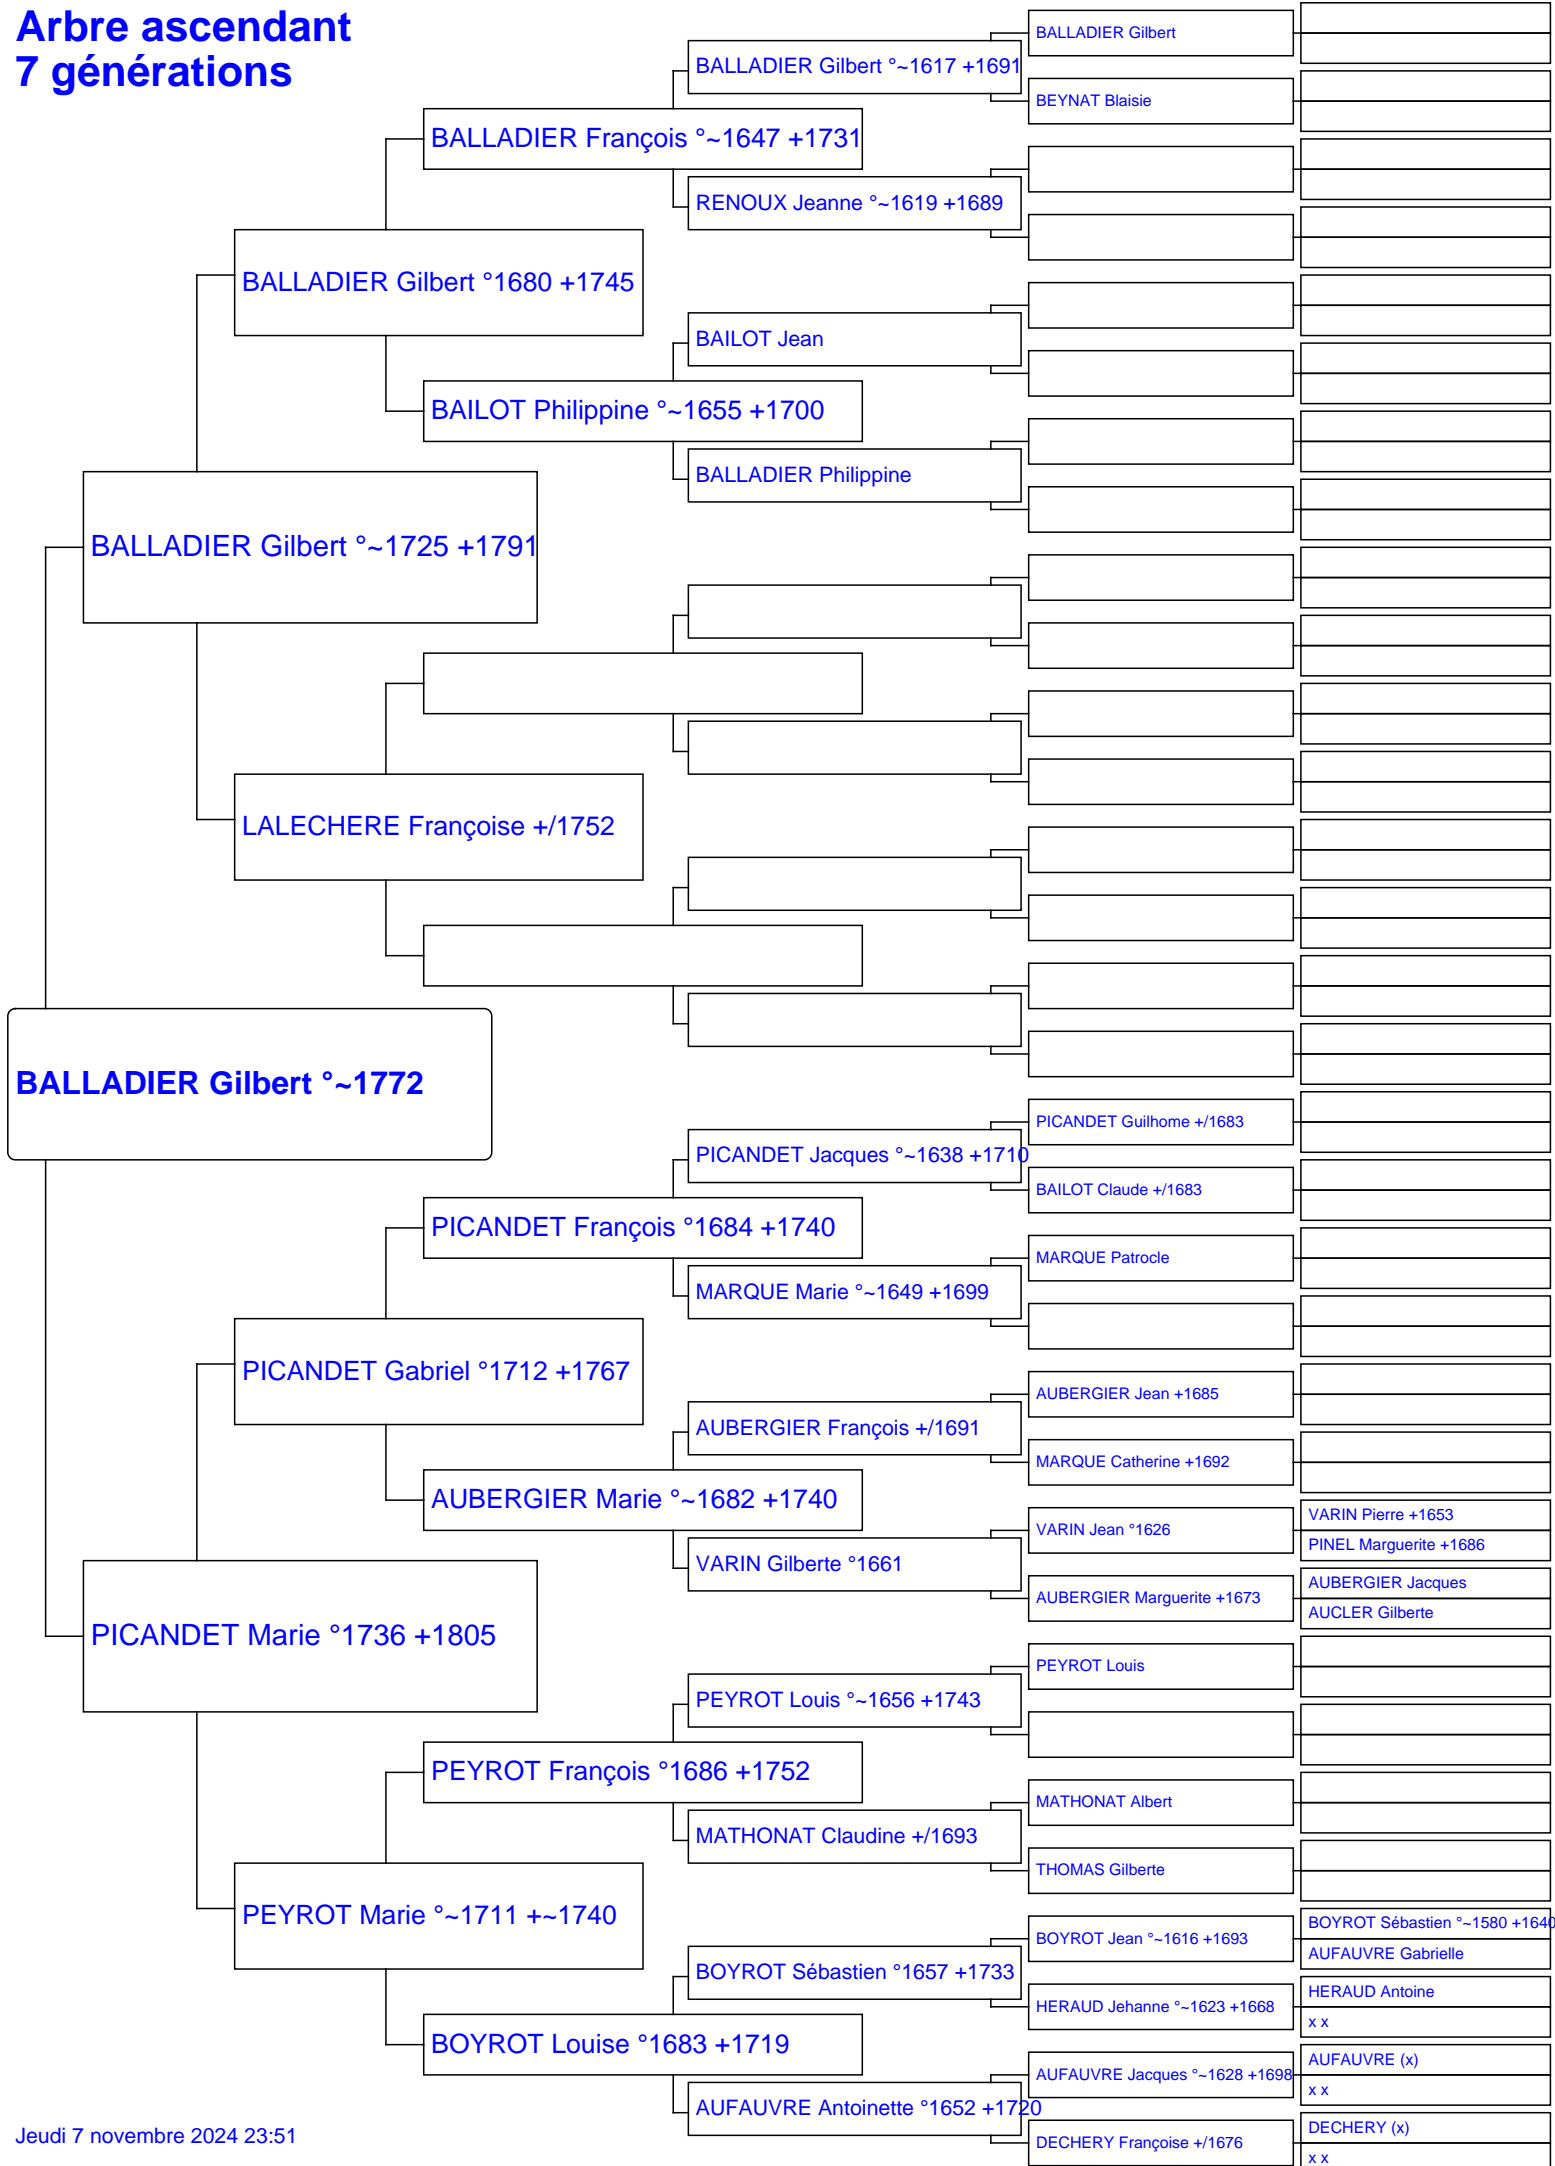 Arbre ascendant
7 générations
BALLADIER Gilbert
BALLADIER Gilbert °~1617 +1691
BEYNAT Blaisie
BALLADIER François °~1647 +1731
RENOUX Jeanne °~1619 +1689
BALLADIER Gilbert °1680 +1745
BAILOT Jean
BAILOT Philippine °~1655 +1700
BALLADIER Philippine
BALLADIER Gilbert °~1725 +1791
LALECHERE Françoise +/1752
BALLADIER Gilbert °~1772
PICANDET Guilhome +/1683
PICANDET Jacques °~1638 +1710
BAILOT Claude +/1683
PICANDET François °1684 +1740
MARQUE Patrocle
MARQUE Marie °~1649 +1699
PICANDET Gabriel °1712 +1767
AUBERGIER Jean +1685
AUBERGIER François +/1691
MARQUE Catherine +1692
AUBERGIER Marie °~1682 +1740
VARIN Pierre +1653
VARIN Jean °1626
PINEL Marguerite +1686
VARIN Gilberte °1661
AUBERGIER Jacques
AUBERGIER Marguerite +1673
AUCLER Gilberte
PICANDET Marie °1736 +1805
PEYROT Louis
PEYROT Louis °~1656 +1743
PEYROT François °1686 +1752
MATHONAT Albert
MATHONAT Claudine +/1693
THOMAS Gilberte
PEYROT Marie °~1711 +~1740
BOYROT Sébastien °~1580 +1640
BOYROT Jean °~1616 +1693
AUFAUVRE Gabrielle
BOYROT Sébastien °1657 +1733
HERAUD Antoine
HERAUD Jehanne °~1623 +1668
x x
BOYROT Louise °1683 +1719
AUFAUVRE (x)
AUFAUVRE Jacques °~1628 +1698
x x
AUFAUVRE Antoinette °1652 +1720
DECHERY (x)
DECHERY Françoise +/1676
x x
Jeudi 7 novembre 2024 23:51